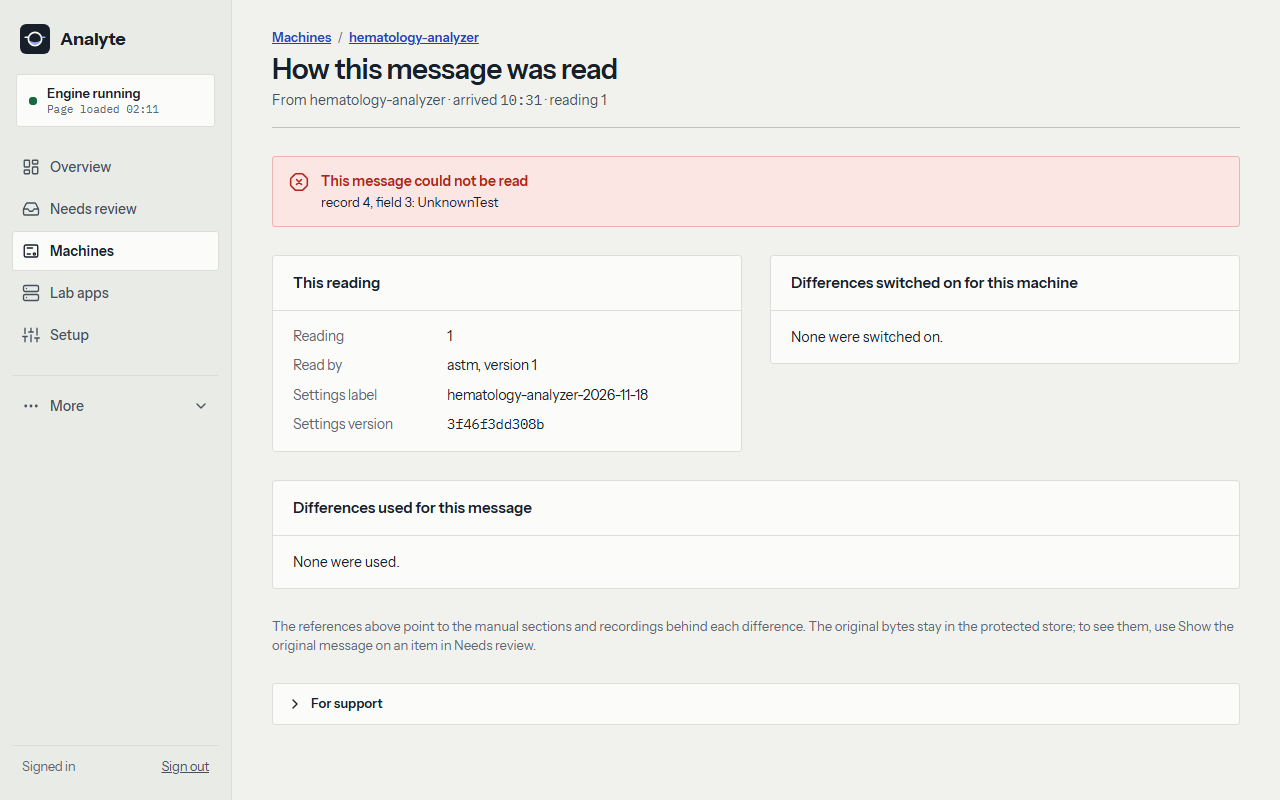 Analyte
Engine running
Page loaded 02:11
Overview
Needs review
Machines
Lab apps
Setup
More
Signed in
Sign out
Machines / hematology-analyzer
How this message was read
From hematology-analyzer · arrived 10:31 · reading 1
This message could not be read
record 4, field 3: UnknownTest
This reading
Reading 1
Read by astm, version 1
Settings label hematology-analyzer-2026-11-18
Settings version 3f46f3dd308b
Differences switched on for this machine
None were switched on.
Differences used for this message
None were used.
The references above point to the manual sections and recordings behind each difference. The original bytes stay in the protected store; to see them, use Show the
original message on an item in Needs review.
For support